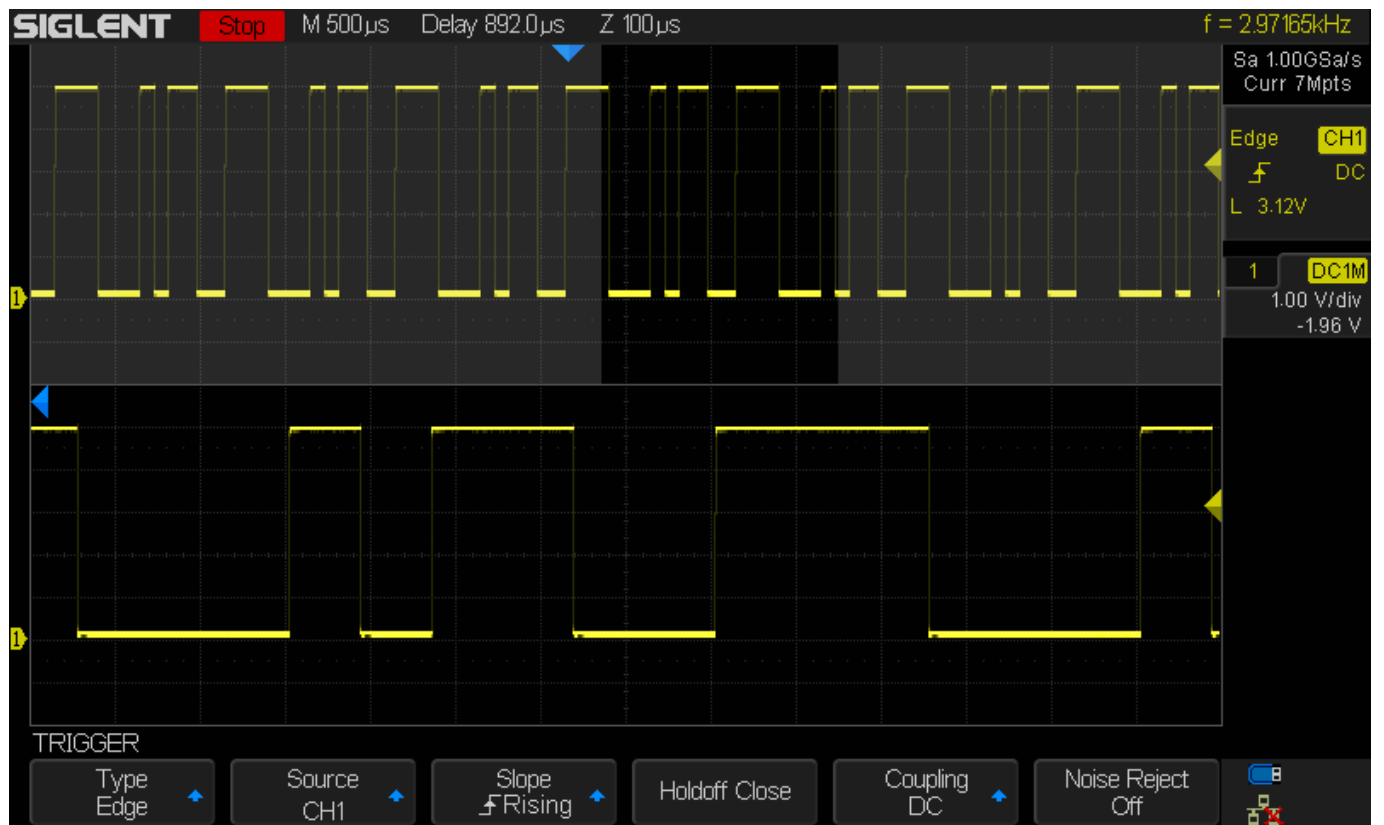 SIGLENT Stop M 500µs Delay 892.0µs Z 100µs f = 2.97165kHz
Sa 1.00GSa/s
Curr 7Mpts
Edge CH1
DC
L 3.12V
1 DC1M
1.00 V/div
-1.96 V
1
1
TRIGGER
Type
Edge
Source
CH1
Slope
Rising
Holdoff Close
Coupling
DC
Noise Reject
Off